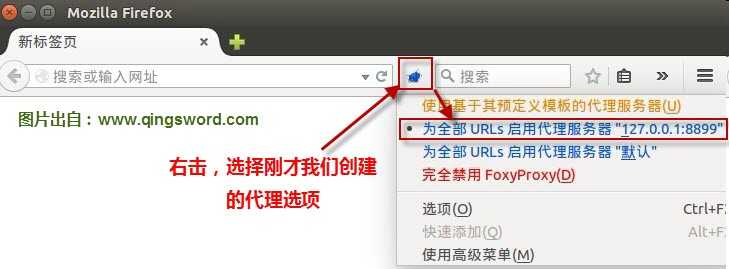 Mozilla Firefox
新标签页
搜索或输入网址
搜索
图片出自：www.qingsword.com
使用基于其预定义模板的代理服务器(U)
为全部 URLs 启用代理服务器 "127.0.0.1:8899"
为全部 URLs 启用代理服务器 "默认"
完全禁用 FoxyProxy(D)
右击，选择刚才我们创建
的代理选项
选项(O) Ctrl+F
快速添加(Q) Alt+F
使用高级菜单(M)